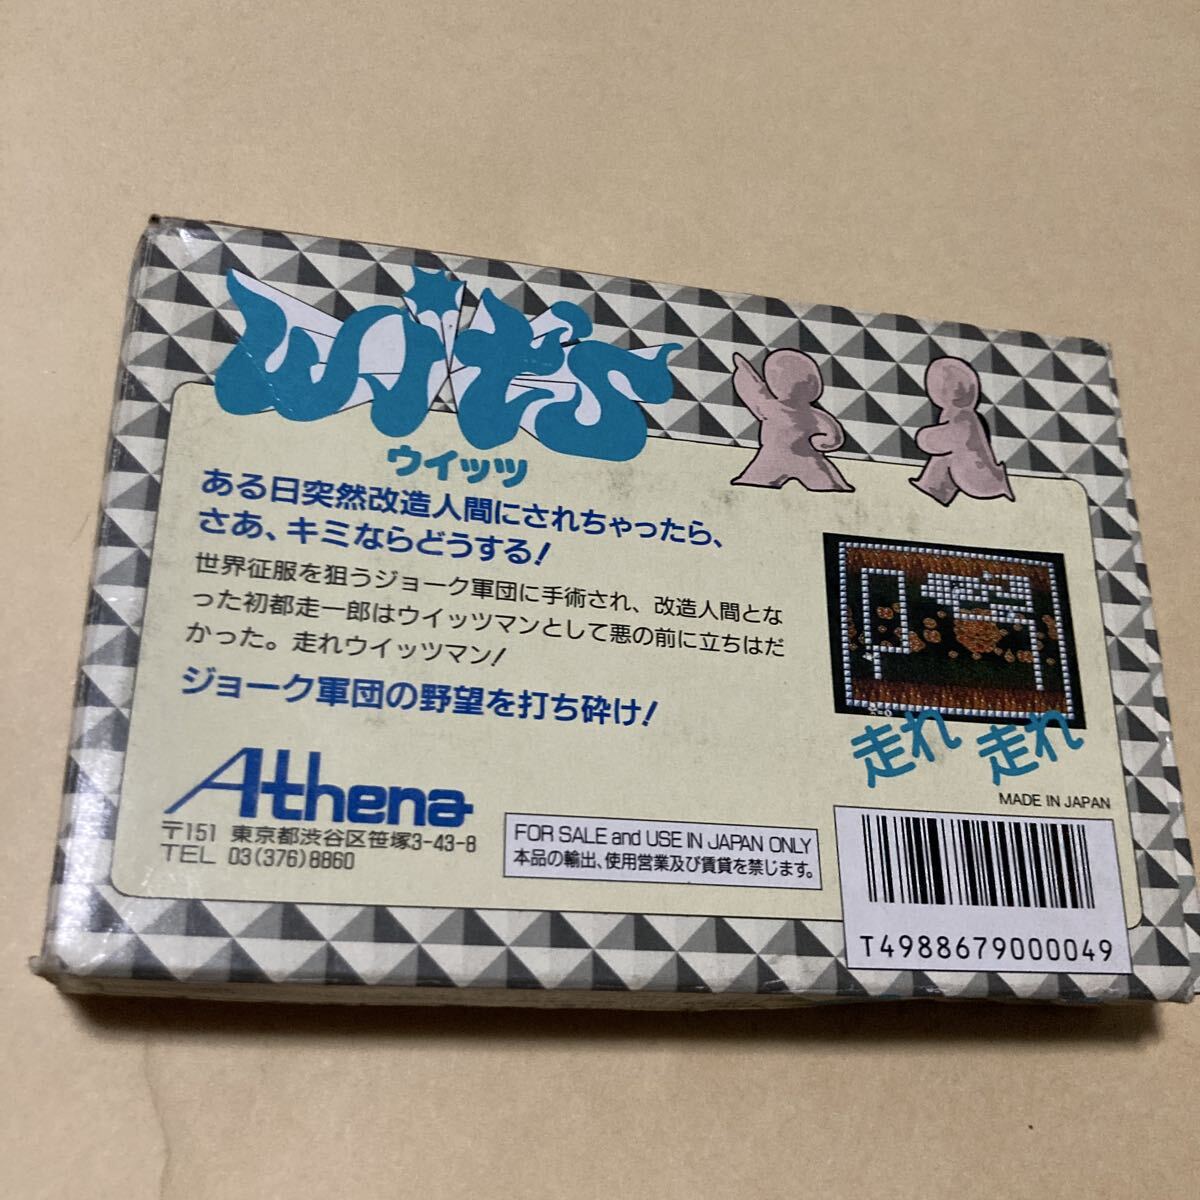 Wit's
ウイッツ
ある日突然改造人間にされちゃったら、
さあ、キミならどうする!
世界征服を狙うジョーク軍団に手術され、改造人間とな
った初都走一郎はウイッツマンとして悪の前に立ちはだ
かった。走れウイッツマン!
ジョーク軍団の野望を打ち砕け!
走れ 走れ
MADE IN JAPAN
Athena
〒151 東京都渋谷区笹塚3-43-8
TEL 03(376)8860
FOR SALE and USE IN JAPAN ONLY
本品の輸出、使用営業及び賃貸を禁じます。
T4988679000049